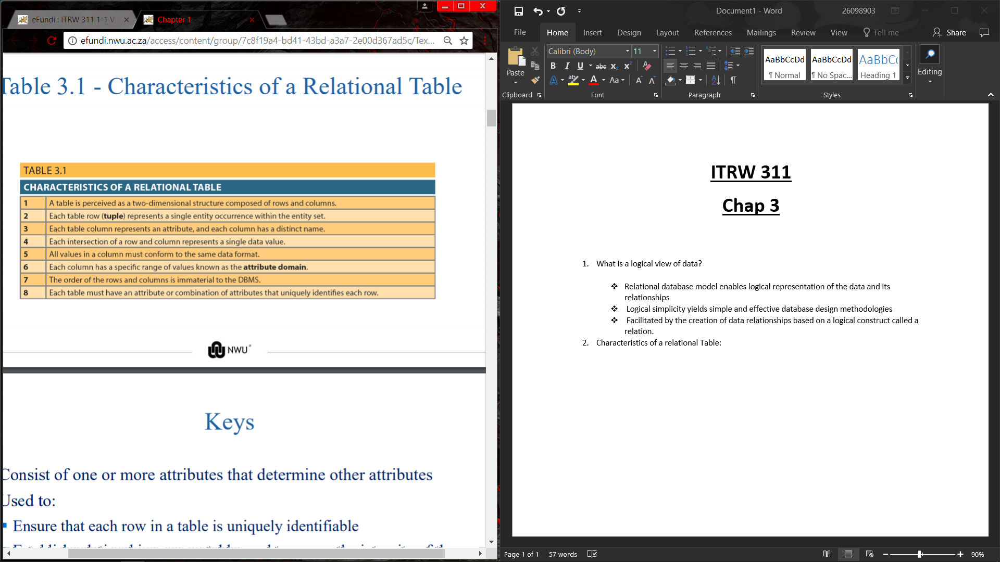 eFundi : ITRW 311 1-1 V
Chapter 1
efundi.nwu.ac.za/access/content/group/7c8f19a4-bd41-43bd-a3a7-2e00d367ad5c/Tex...
Table 3.1 - Characteristics of a Relational Table
TABLE 3.1
CHARACTERISTICS OF A RELATIONAL TABLE
1 A table is perceived as a two-dimensional structure composed of rows and columns.
2 Each table row (tuple) represents a single entity occurrence within the entity set.
3 Each table column represents an attribute, and each column has a distinct name.
4 Each intersection of a row and column represents a single data value.
5 All values in a column must conform to the same data format.
6 Each column has a specific range of values known as the attribute domain.
7 The order of the rows and columns is immaterial to the DBMS.
8 Each table must have an attribute or combination of attributes that uniquely identifies each row.
NWU
Keys
Consist of one or more attributes that determine other attributes
Used to:
▪ Ensure that each row in a table is uniquely identifiable
Document1 - Word
26098903
File Home Insert Design Layout References Mailings Review View Tell me Share
Paste
Calibri (Body) 11
B I U abc X₂ X²
A aby A Aa A A
AaBbCcDd AaBbCcDd AaBbC
¶ Normal ¶ No Spac... Heading 1
Editing
Clipboard Font Paragraph Styles
ITRW 311
Chap 3
1. What is a logical view of data?
❖ Relational database model enables logical representation of the data and its
relationships
❖ Logical simplicity yields simple and effective database design methodologies
❖ Facilitated by the creation of data relationships based on a logical construct called a
relation.
2. Characteristics of a relational Table:
Page 1 of 1 57 words 90%